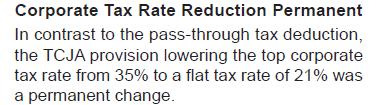 Corporate Tax Rate Reduction Permanent
In contrast to the pass-through tax deduction,
the TCJA provision lowering the top corporate
tax rate from 35% to a flat tax rate of 21% was
a permanent change.